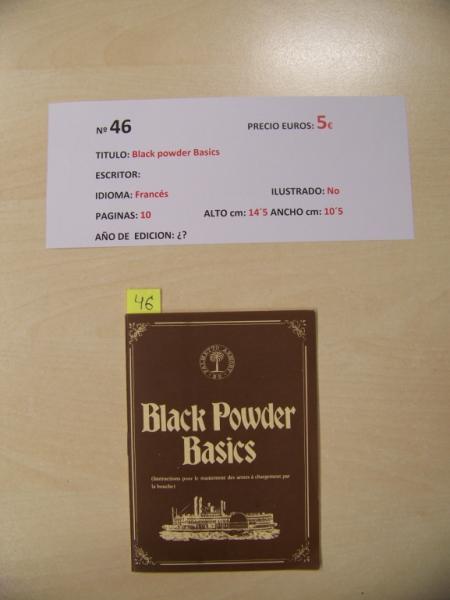 Nº 46 PRECIO EUROS: 5€
TITULO: Black powder Basics
ESCRITOR:
IDIOMA: Francés ILUSTRADO: No
PAGINAS: 10 ALTO cm: 14´5 ANCHO cm: 10´5
AÑO DE EDICION: ¿?
46
PALMETTO ARMORY
Black Powder
Basics
(Instructions pour le maniement des armes à chargement par
la bouche)